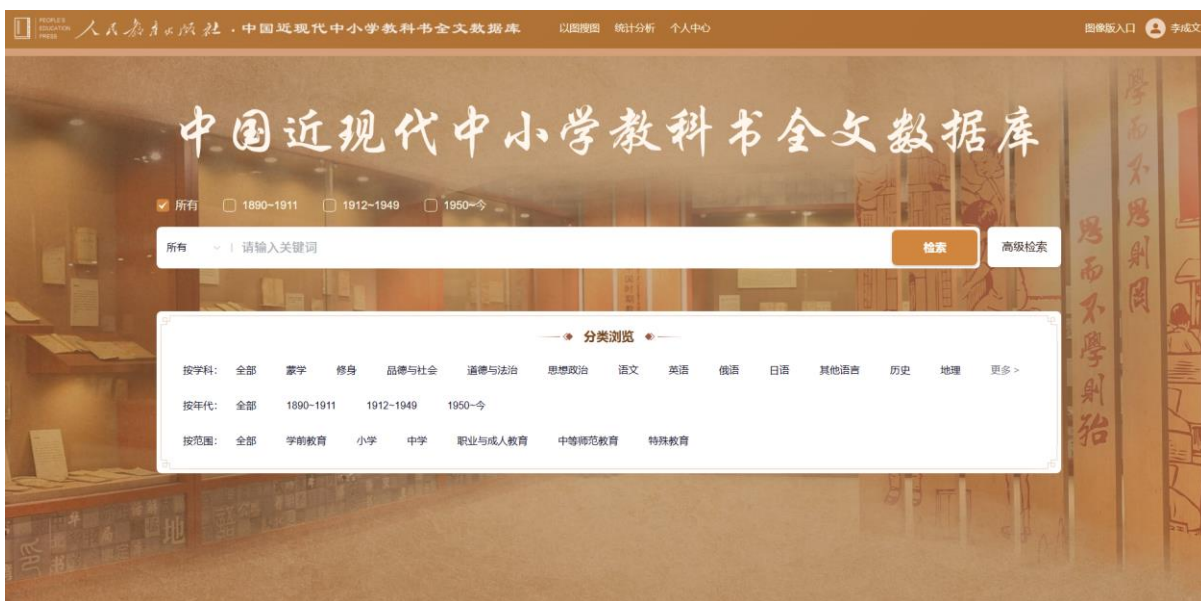 PEOPLE'S EDUCATION PRESS 人民教育出版社·中国近现代中小学教科书全文数据库 以图搜图 统计分析 个人中心 图像版入口 李成文
中国近现代中小学教科书全文数据库
所有 1890~1911 1912~1949 1950~今
所有 请输入关键词 检索 高级检索
分类浏览
按学科: 全部 蒙学 修身 品德与社会 道德与法治 思想政治 语文 英语 俄语 日语 其他语言 历史 地理 更多 >
按年代: 全部 1890~1911 1912~1949 1950~今
按范围: 全部 学前教育 小学 中学 职业与成人教育 中等师范教育 特殊教育
學而不思則罔
思而不學則殆
地